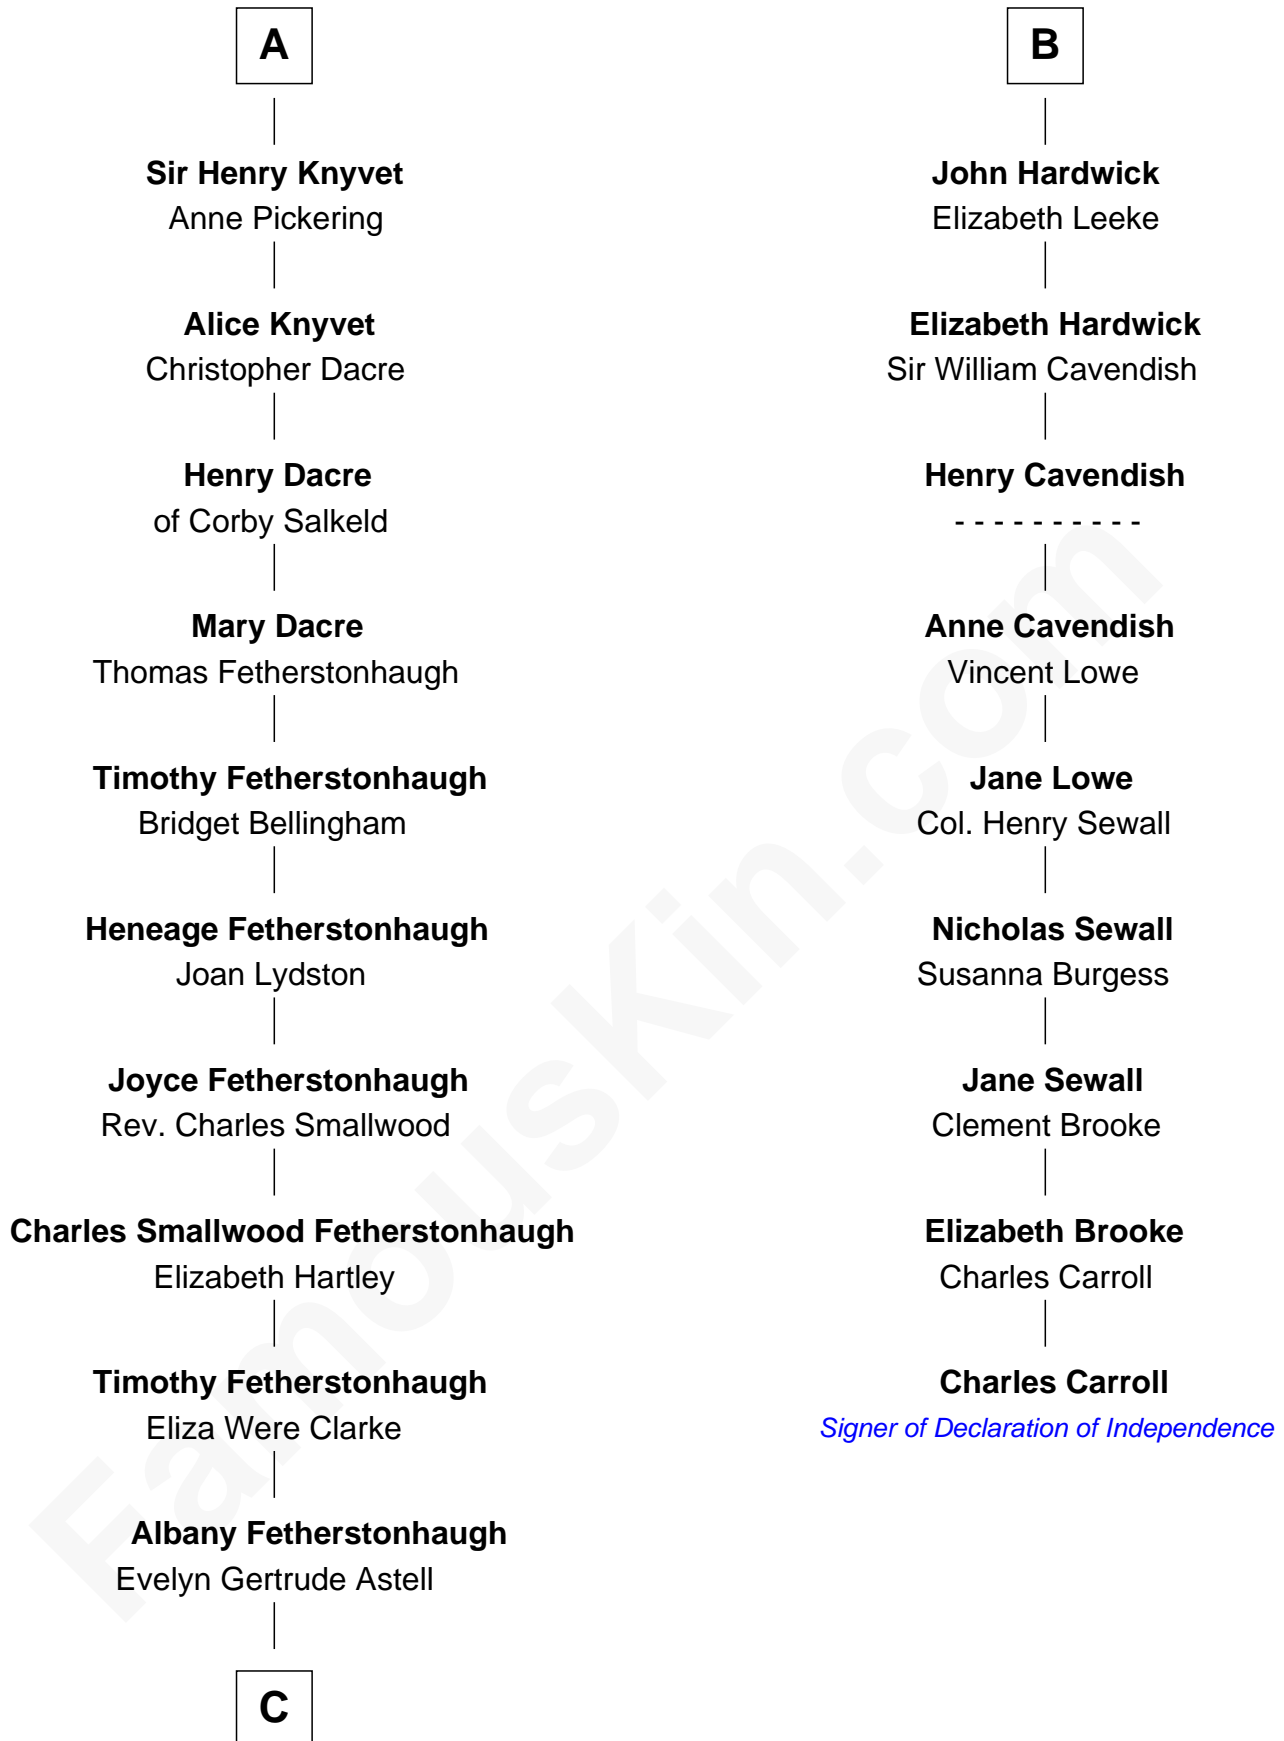 A
Sir Henry Knyvet
Anne Pickering
Alice Knyvet
Christopher Dacre
Henry Dacre
of Corby Salkeld
Mary Dacre
Thomas Fetherstonhaugh
Timothy Fetherstonhaugh
Bridget Bellingham
Heneage Fetherstonhaugh
Joan Lydston
Joyce Fetherstonhaugh
Rev. Charles Smallwood
Charles Smallwood Fetherstonhaugh
Elizabeth Hartley
Timothy Fetherstonhaugh
Eliza Were Clarke
Albany Fetherstonhaugh
Evelyn Gertrude Astell
C
B
John Hardwick
Elizabeth Leeke
Elizabeth Hardwick
Sir William Cavendish
Henry Cavendish
- - - - - - - - - -
Anne Cavendish
Vincent Lowe
Jane Lowe
Col. Henry Sewall
Nicholas Sewall
Susanna Burgess
Jane Sewall
Clement Brooke
Elizabeth Brooke
Charles Carroll
Charles Carroll
Signer of Declaration of Independence
FamousKin.com